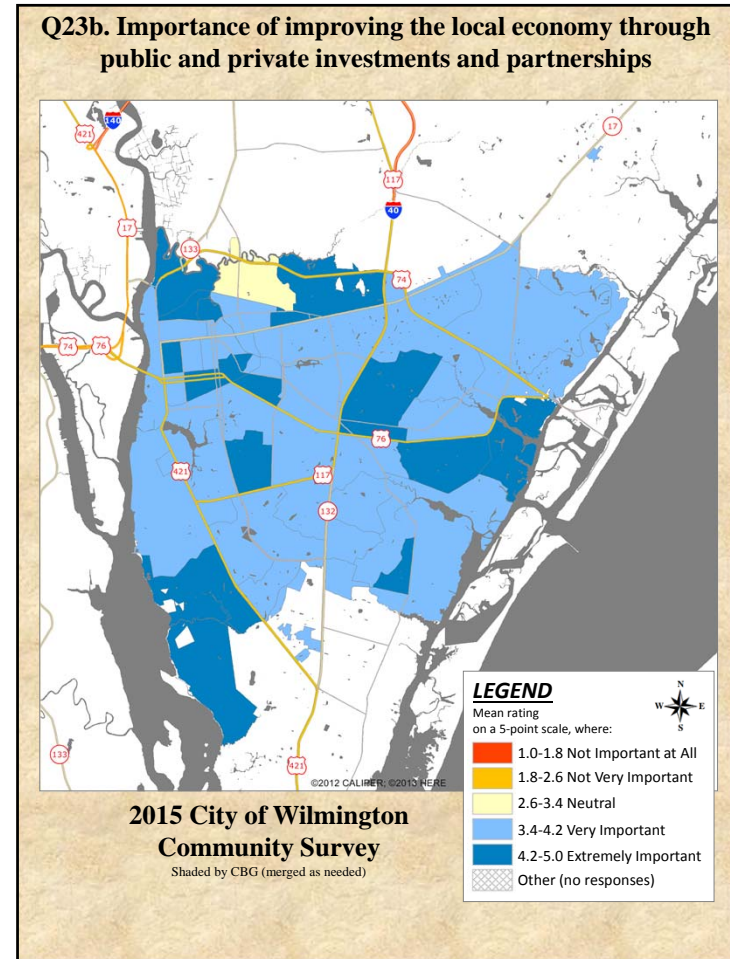 Q23b. Importance of improving the local economy through
public and private investments and partnerships
140
421
17
117
17
40
133
74
74
76
76
421
117
132
133
421
©2012 CALIPER; ©2013 HERE
LEGEND
Mean rating
on a 5-point scale, where:
N
W E
S
1.0-1.8 Not Important at All
1.8-2.6 Not Very Important
2.6-3.4 Neutral
3.4-4.2 Very Important
4.2-5.0 Extremely Important
Other (no responses)
2015 City of Wilmington
Community Survey
Shaded by CBG (merged as needed)